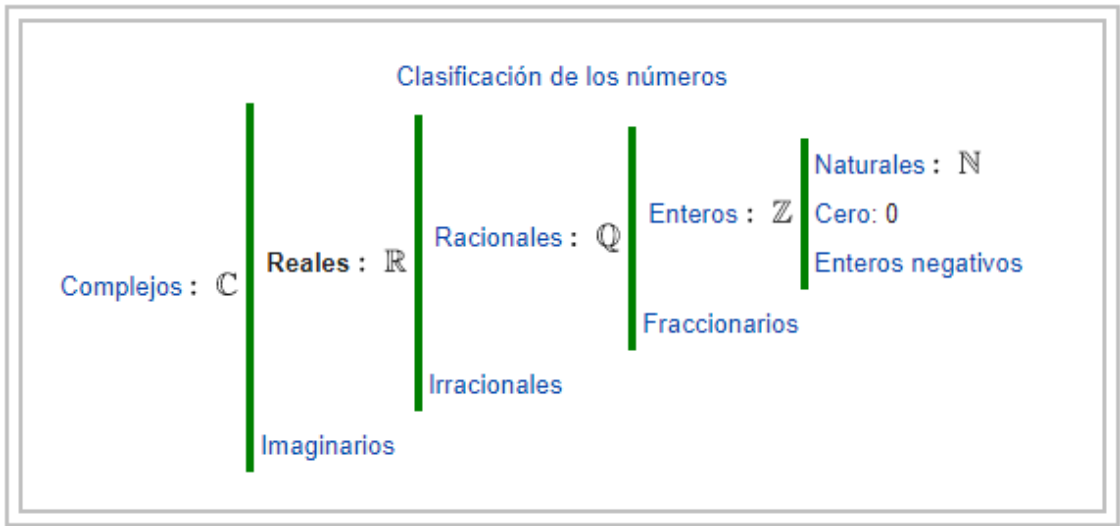 Clasificación de los números
Naturales : ℕ
Enteros : ℤ
Cero: 0
Racionales : ℚ
Reales : ℝ
Enteros negativos
Complejos : ℂ
Fraccionarios
Irracionales
Imaginarios